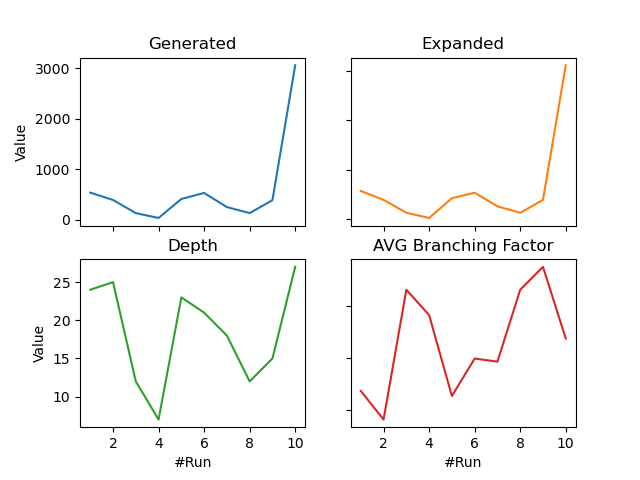 Generated
Expanded
3000
2000
1000
0
Value
Depth
AVG Branching Factor
25
20
15
10
Value
2 4 6 8 10
2 4 6 8 10
#Run
#Run